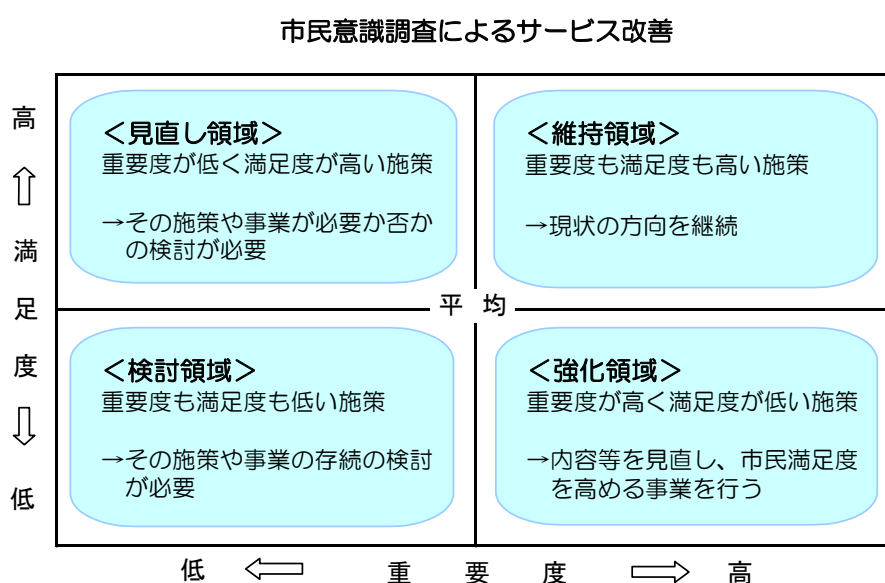 市民意識調査によるサービス改善
高
⇧
満
足
度
⇩
低
＜見直し領域＞
重要度が低く満足度が高い施策
→その施策や事業が必要か否か
の検討が必要
＜維持領域＞
重要度も満足度も高い施策
→現状の方向を継続
平 均
＜検討領域＞
重要度も満足度も低い施策
→その施策や事業の存続の検討
が必要
＜強化領域＞
重要度が高く満足度が低い施策
→内容等を見直し、市民満足度
を高める事業を行う
低 ⇦ 重 要 度 ⇨ 高